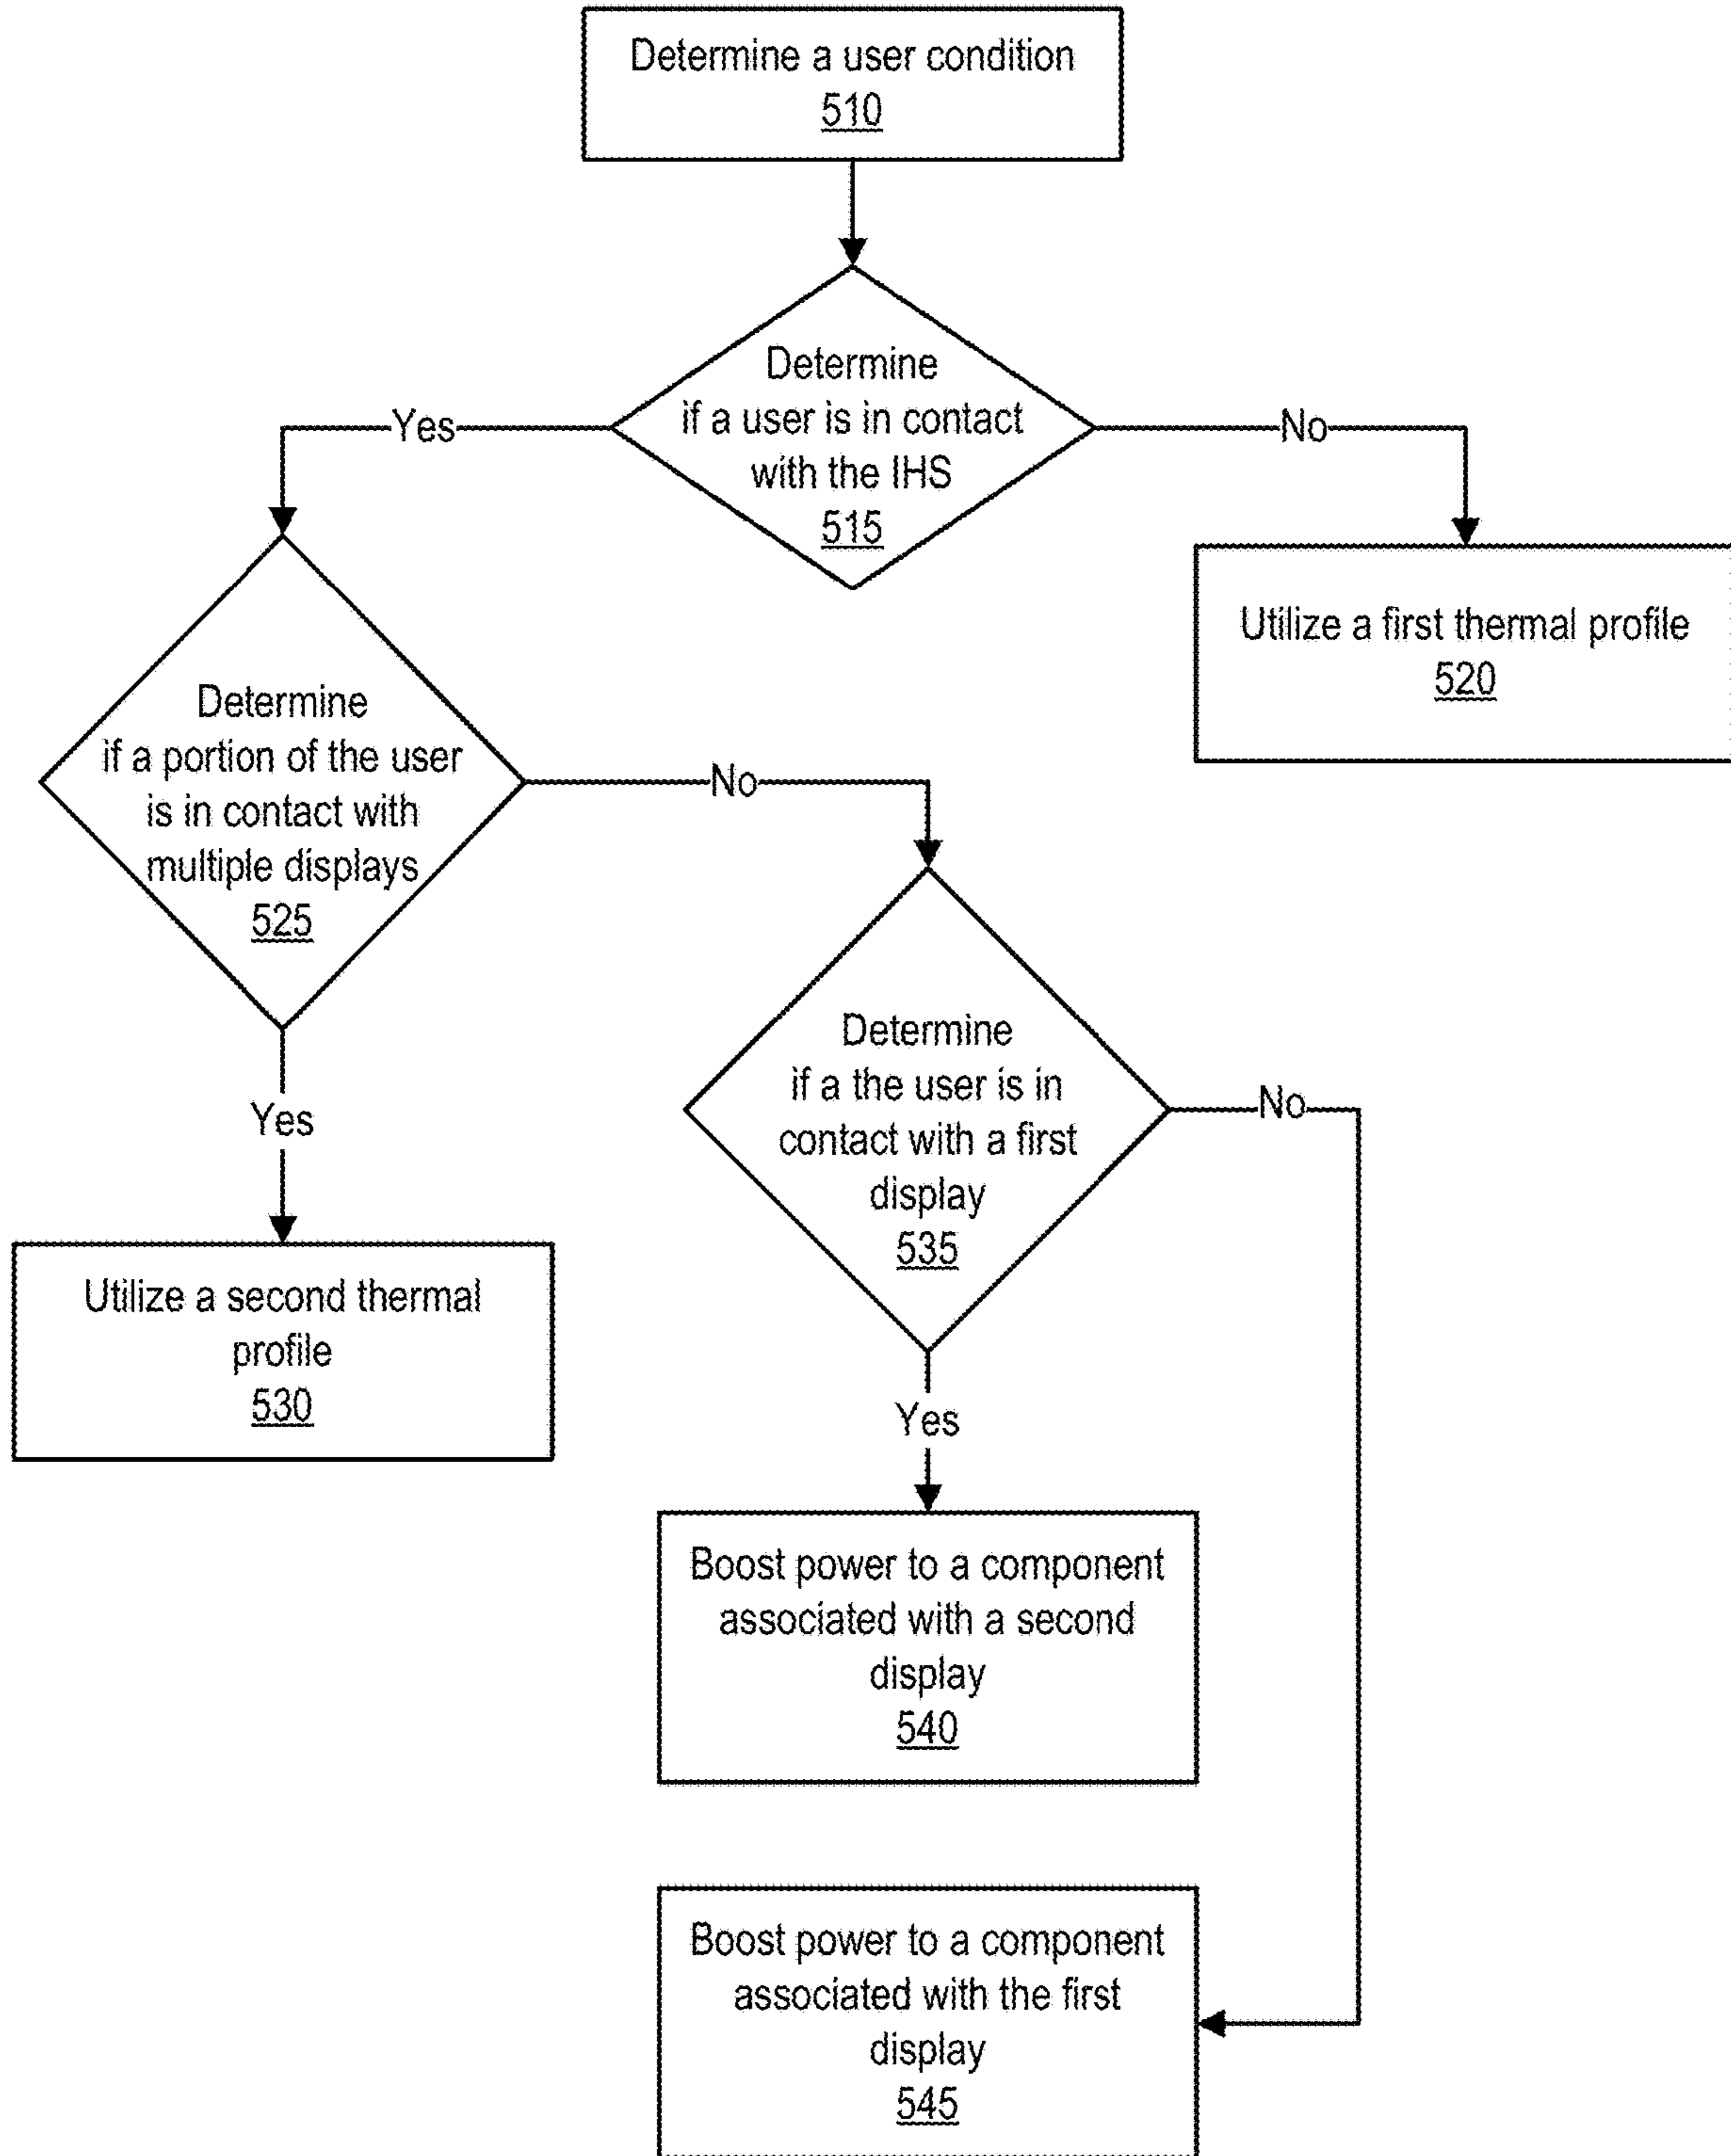 Determine a user condition
510
Determine
if a user is in contact
with the IHS
515
Yes
No
Utilize a first thermal profile
520
Determine
if a portion of the user
is in contact with
multiple displays
525
No
Yes
Determine
if a the user is in
contact with a first
display
535
No
Yes
Utilize a second thermal
profile
530
Boost power to a component
associated with a second
display
540
Boost power to a component
associated with the first
display
545